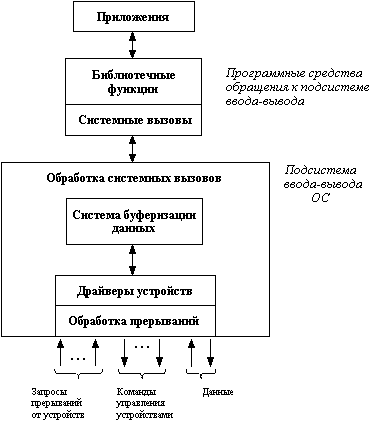 Приложения
Библиотечные
функции
Системные вызовы
Программные средства
обращения к подсистеме
ввода-вывода
Обработка системных вызовов
Подсистема
ввода-вывода
ОС
Система буферизации
данных
Драйверы устройств
Обработка прерываний
... ...
Запросы
прерываний
от устройств
Команды
управления
устройствами
Данные